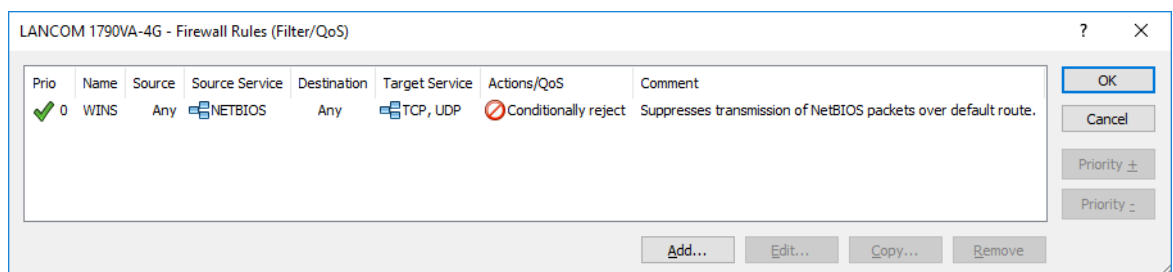 LANCOM 1790VA-4G - Firewall Rules (Filter/QoS) ?
Prio Name Source Source Service Destination Target Service Actions/QoS Comment
0 WINS Any NETBIOS Any TCP, UDP Conditionally reject Suppresses transmission of NetBIOS packets over default route.
OK
Cancel
Priority +
Priority -
Add... Edit... Copy... Remove